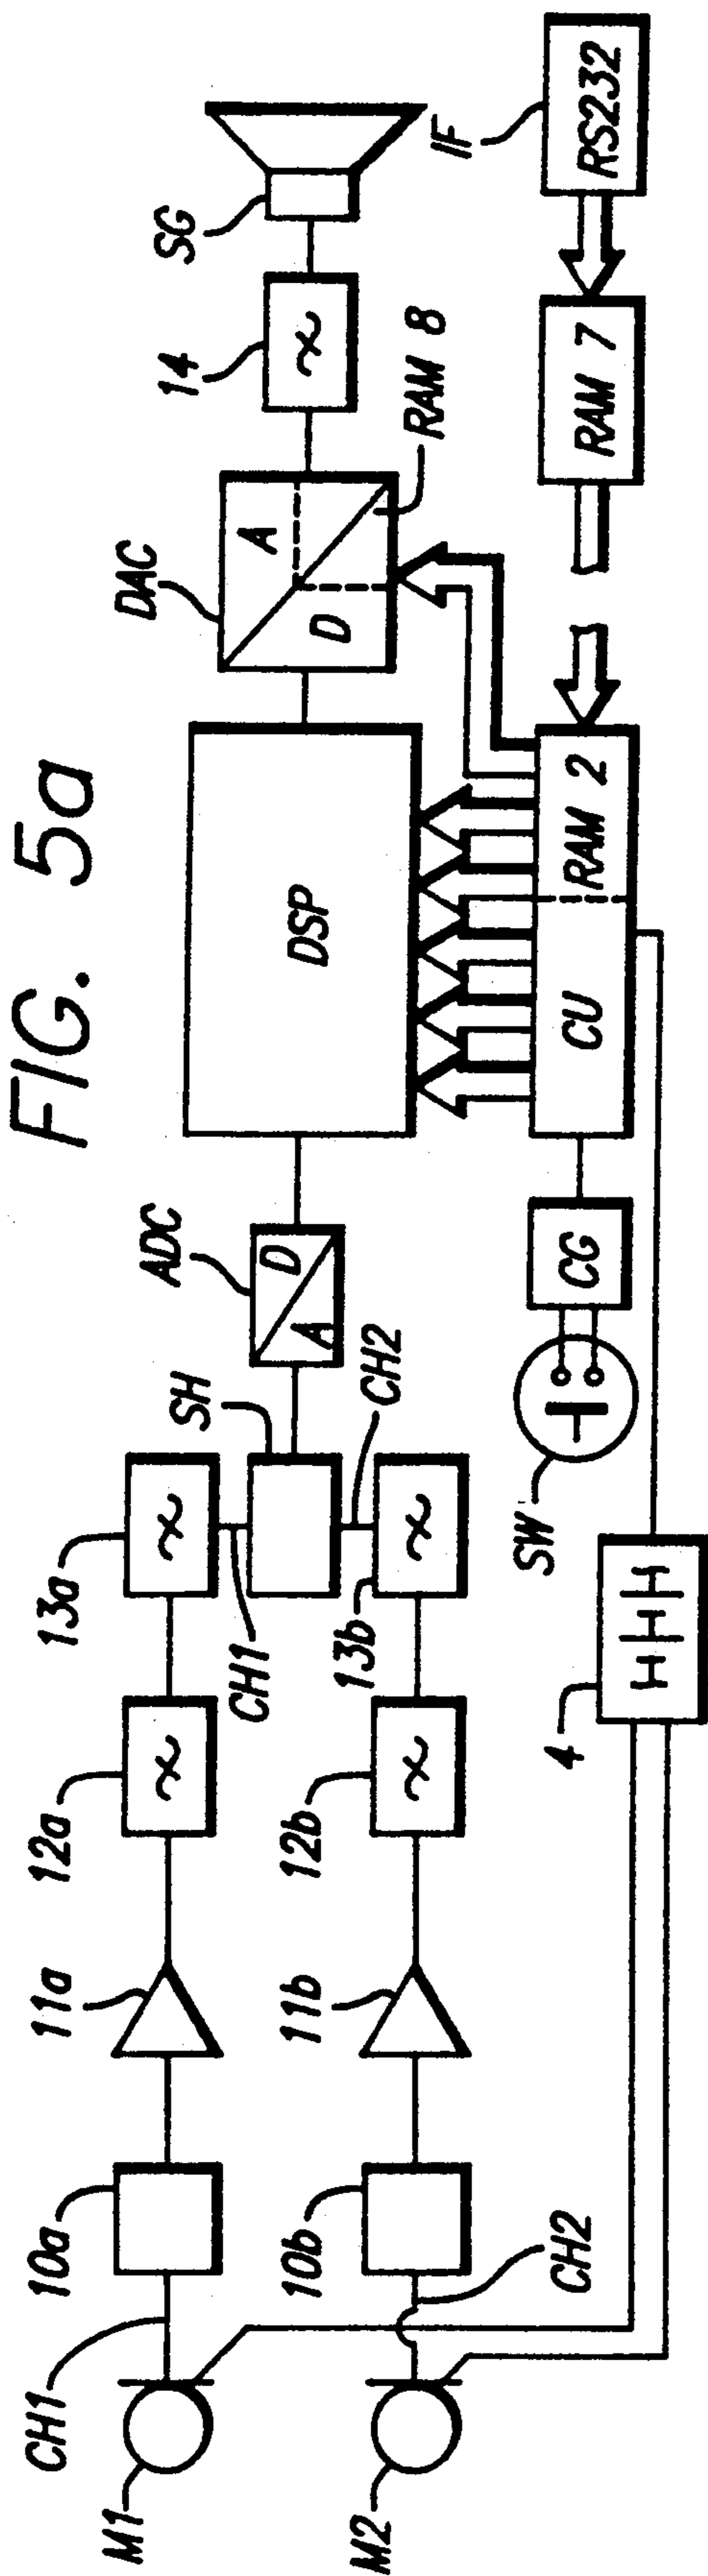 FIG. 5a
M1
CH1
10a
11a
12a
13a
CH1
SH
ADC
A
D
DSP
DAC
D
A
RAM 8
14
SG
M2
CH2
10b
11b
12b
13b
CH2
SW
CG
CU
RAM 2
RAM 7
RS232
IF
4